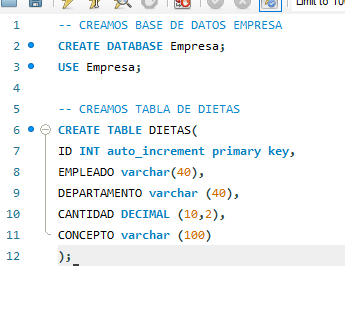 Limit to 100
1 -- CREAMOS BASE DE DATOS EMPRESA
2 CREATE DATABASE Empresa;
3 USE Empresa;
4
5 -- CREAMOS TABLA DE DIETAS
6 CREATE TABLE DIETAS(
7 ID INT auto_increment primary key,
8 EMPLEADO varchar(40),
9 DEPARTAMENTO varchar (40),
10 CANTIDAD DECIMAL (10,2),
11 CONCEPTO varchar (100)
12 );